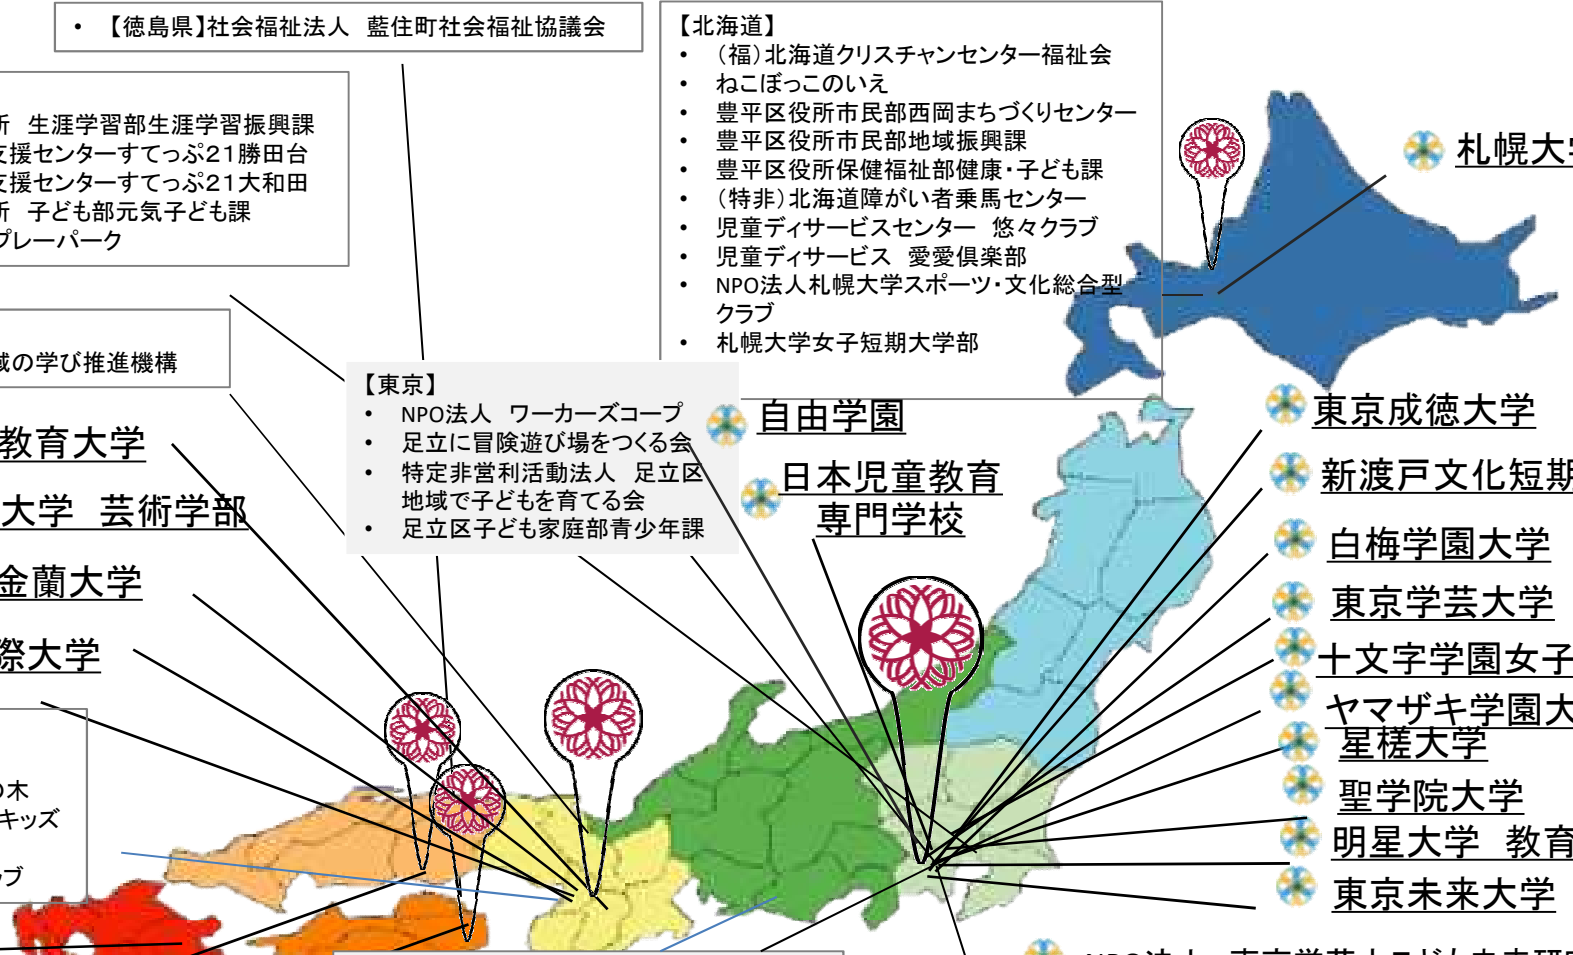 • 【徳島県】社会福祉法人　藍住町社会福祉協議会
所　生涯学習部生涯学習振興課
支援センターすてっぷ２１勝田台
支援センターすてっぷ２１大和田
所　子ども部元気子ども課
プレーパーク
域の学び推進機構
【北海道】
• （福）北海道クリスチャンセンター福祉会
• ねこぼっこのいえ
• 豊平区役所市民部西岡まちづくりセンター
• 豊平区役所市民部地域振興課
• 豊平区役所保健福祉部健康・子ども課
• （特非）北海道障がい者乗馬センター
• 児童ディサービスセンター　悠々クラブ
• 児童ディサービス　愛愛倶楽部
• NPO法人札幌大学スポーツ・文化総合型
クラブ
• 札幌大学女子短期大学部
札幌大学
【東京】
• NPO法人　ワーカーズコープ
• 足立に冒険遊び場をつくる会
• 特定非営利活動法人　足立区
地域で子どもを育てる会
• 足立区子ども家庭部青少年課
自由学園
日本児童教育
専門学校
教育大学
大学　芸術学部
金蘭大学
際大学
の木
キッズ
ブ
東京成徳大学
新渡戸文化短期
白梅学園大学
東京学芸大学
十文字学園女子
ヤマザキ学園大
星槎大学
聖学院大学
明星大学　教育
東京未来大学